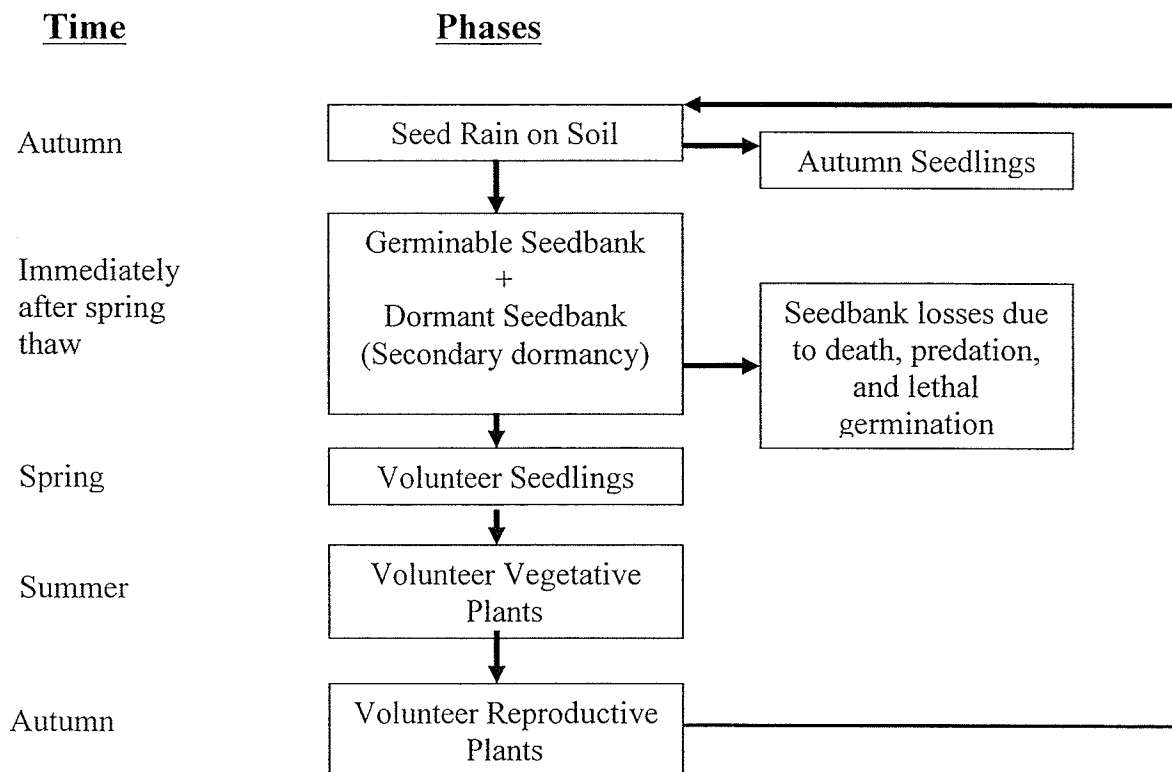 Time
Phases
Autumn
Seed Rain on Soil
Autumn Seedlings
Immediately
after spring
thaw
Germinable Seedbank
+
Dormant Seedbank
(Secondary dormancy)
Seedbank losses due
to death, predation,
and lethal
germination
Spring
Volunteer Seedlings
Summer
Volunteer Vegetative
Plants
Autumn
Volunteer Reproductive
Plants